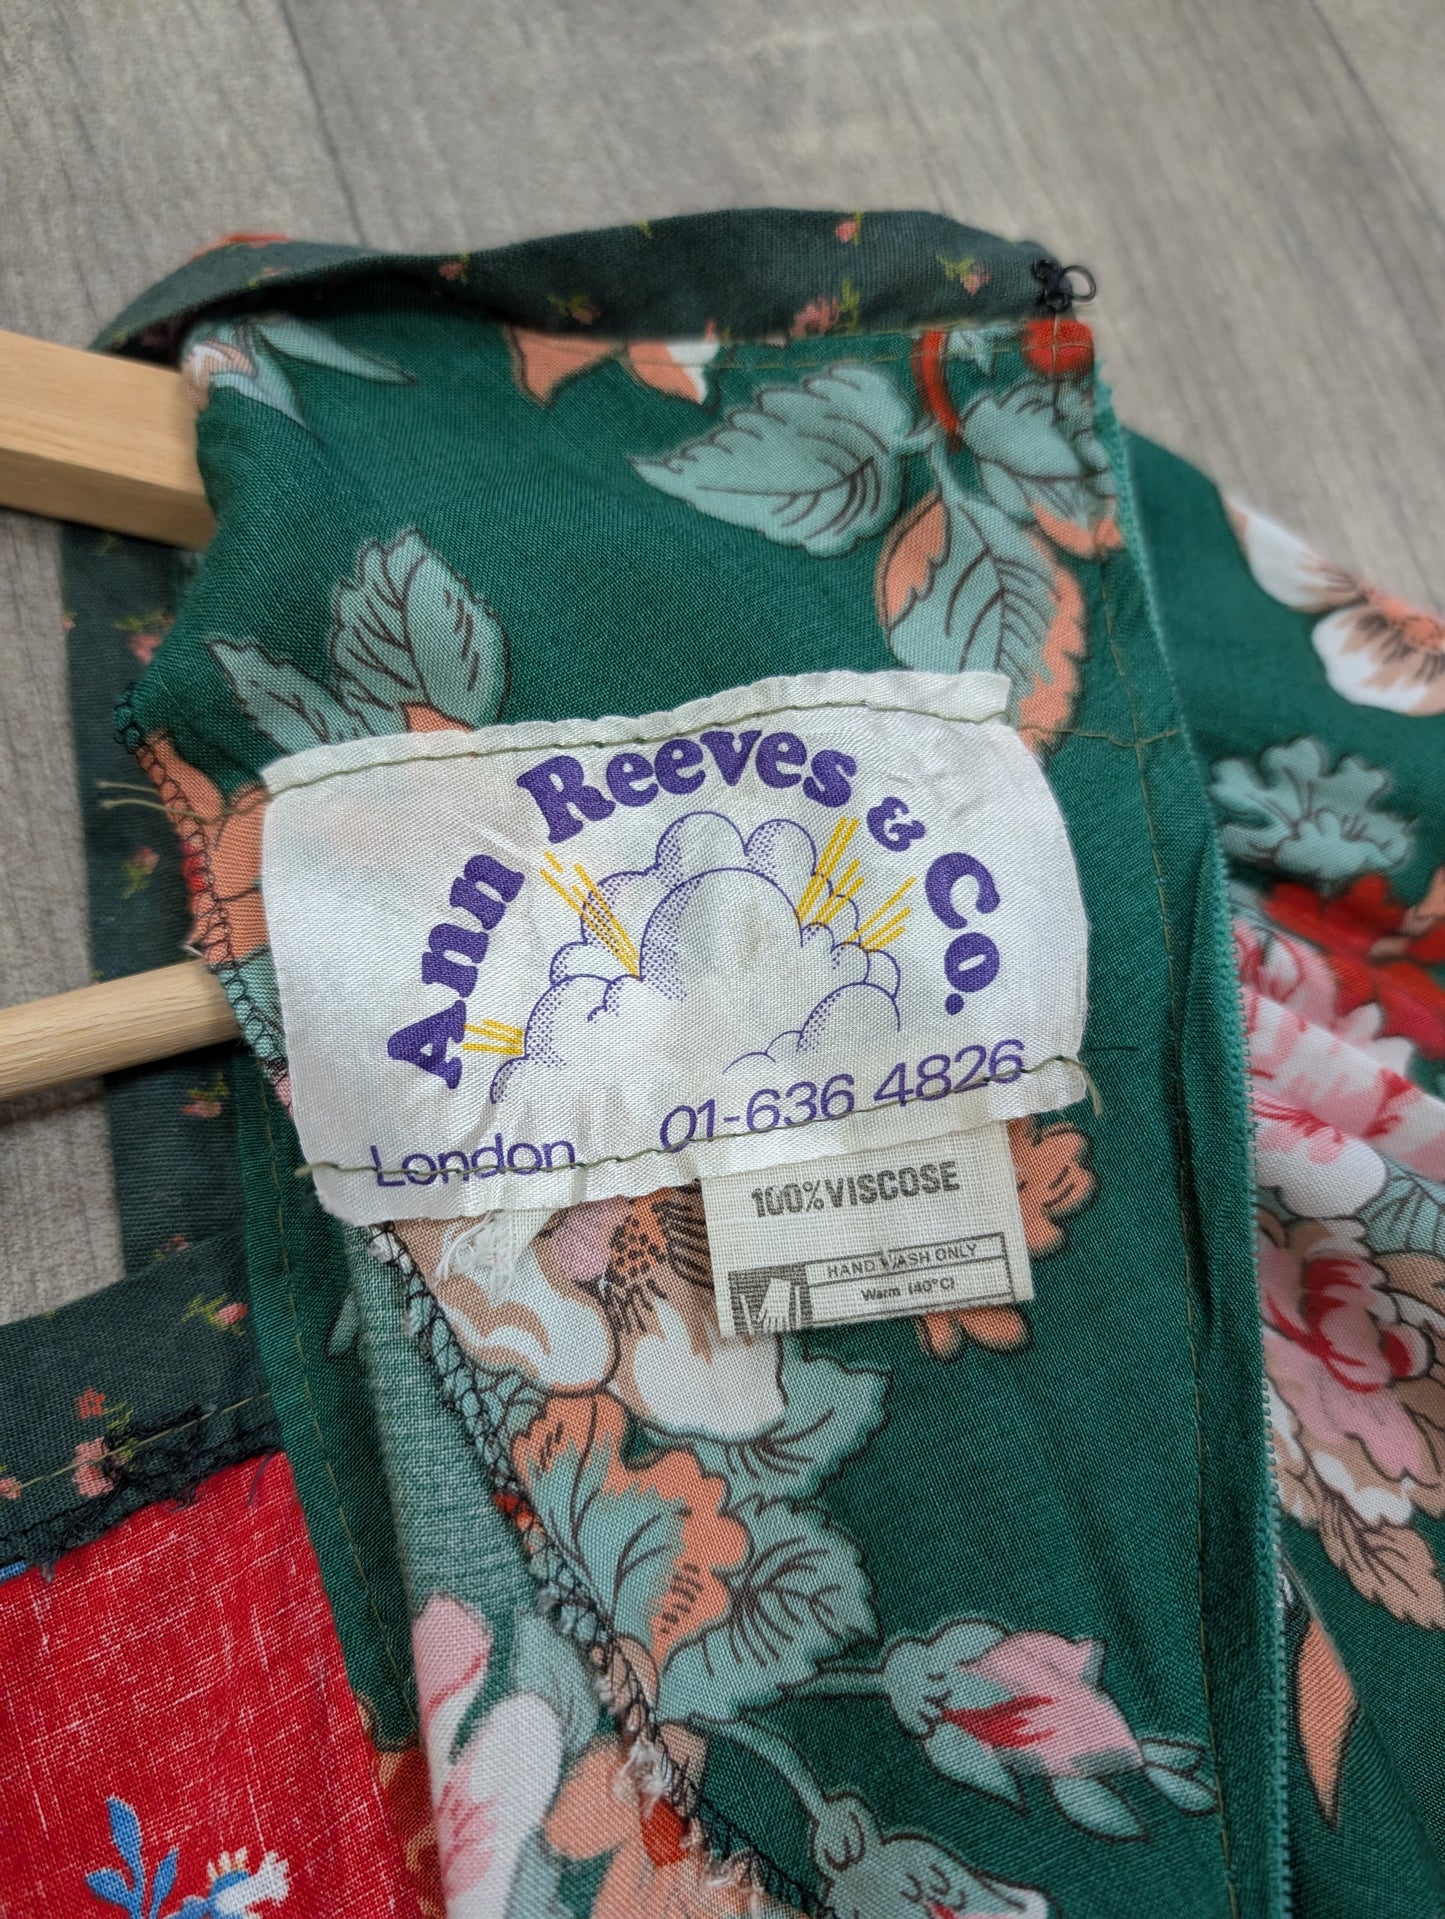 Ann Reeves & Co.
London 01-636 4826
100% VISCOSE
HAND WASH ONLY
Warm (40°C)